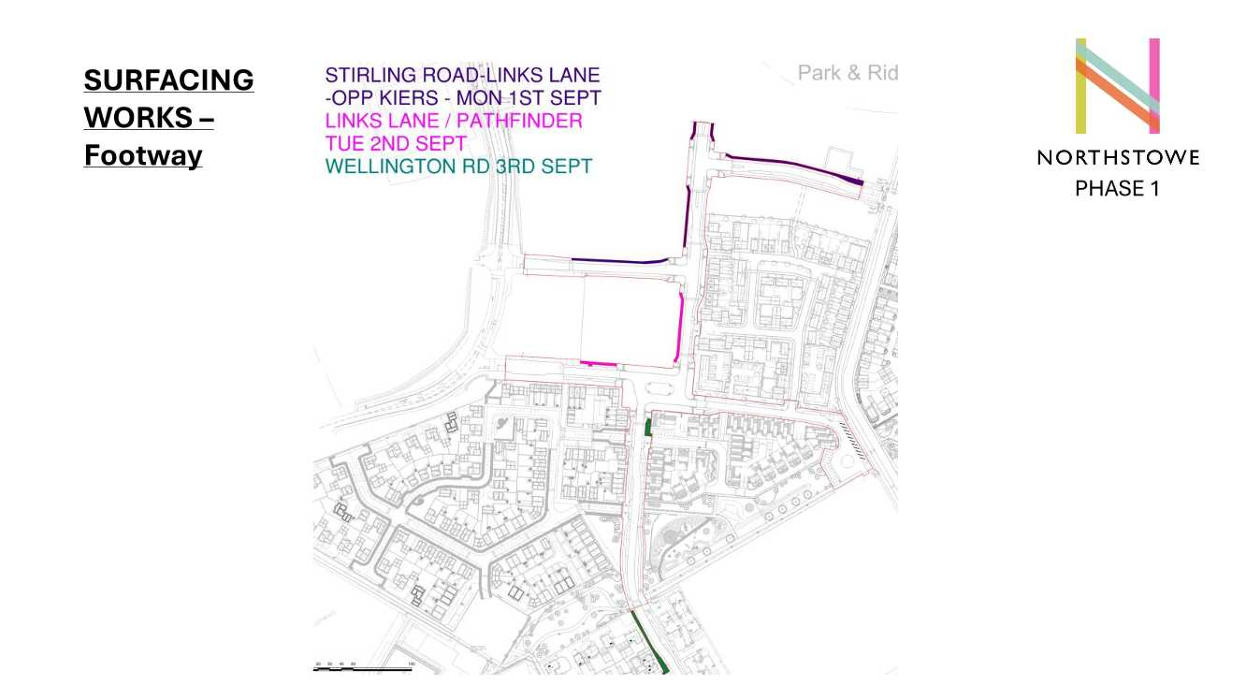 SURFACING
WORKS –
Footway
STIRLING ROAD-LINKS LANE
-OPP KIERS - MON 1ST SEPT
LINKS LANE / PATHFINDER
TUE 2ND SEPT
WELLINGTON RD 3RD SEPT
Park & Rid
NORTHSTOWE
PHASE 1